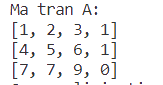 Ma tran A:
[1, 2, 3, 1]
[4, 5, 6, 1]
[7, 7, 9, 0]